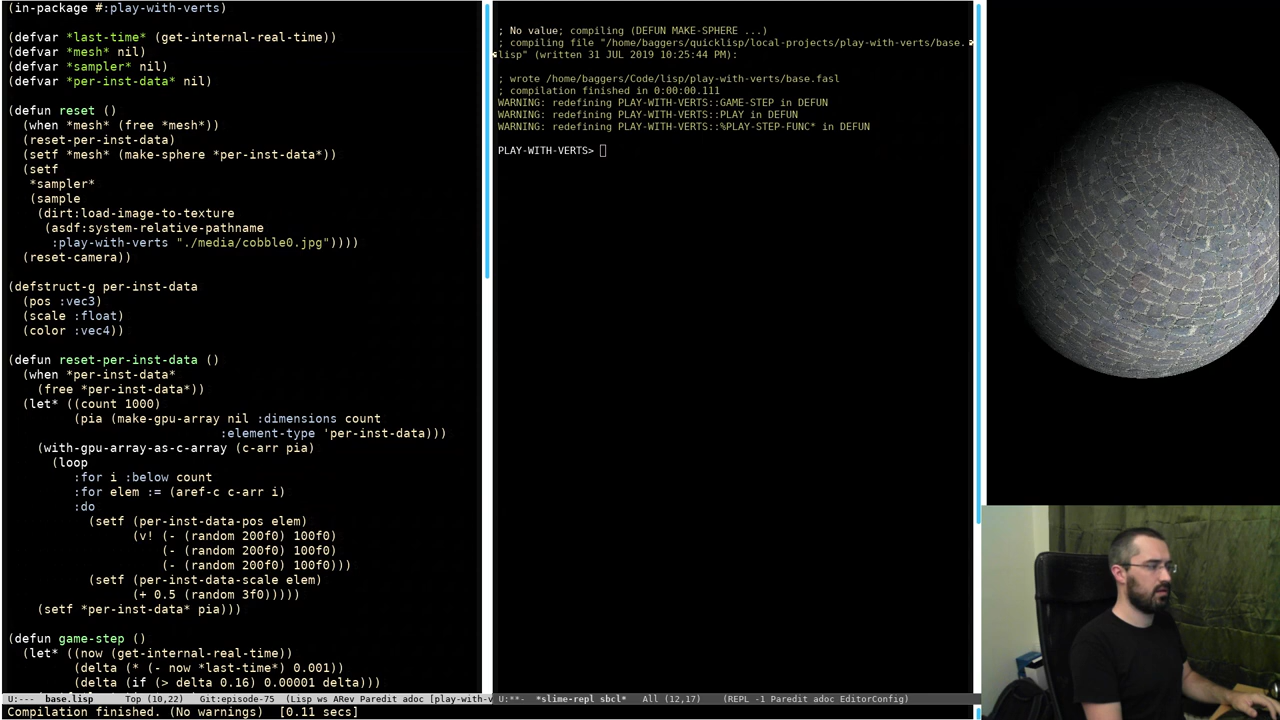 (in-package #:play-with-verts)
(defvar *last-time* (get-internal-real-time))
(defvar *mesh* nil)
(defvar *sampler* nil)
(defvar *per-inst-data* nil)
(defun reset ()
(when *mesh* (free *mesh*))
(reset-per-inst-data)
(setf *mesh* (make-sphere *per-inst-data*))
(setf
*sampler*
(sample
(dirt:load-image-to-texture
(asdf:system-relative-pathname
:play-with-verts "./media/cobble0.jpg"))))
(reset-camera))
(defstruct-g per-inst-data
(pos :vec3)
(scale :float)
(color :vec4))
(defun reset-per-inst-data ()
(when *per-inst-data*
(free *per-inst-data*))
(let* ((count 1000)
(pia (make-gpu-array nil :dimensions count
:element-type 'per-inst-data)))
(with-gpu-array-as-c-array (c-arr pia)
(loop
:for i :below count
:for elem := (aref-c c-arr i)
:do
(setf (per-inst-data-pos elem)
(v! (- (random 200f0) 100f0)
(- (random 200f0) 100f0)
(- (random 200f0) 100f0)))
(setf (per-inst-data-scale elem)
(+ 0.5 (random 3f0)))))
(setf *per-inst-data* pia)))
(defun game-step ()
(let* ((now (get-internal-real-time))
(delta (* (- now *last-time*) 0.001))
(delta (if (> delta 0.16) 0.00001 delta)))
U:--- base.lisp Top (10,22) Git:episode-75 (Lisp ws ARev Paredit adoc [play-with-v
Compilation finished. (No warnings) [0.11 secs]
; No value; compiling (DEFUN MAKE-SPHERE ...)
; compiling file "/home/baggers/quicklisp/local-projects/play-with-verts/base.
lisp" (written 31 JUL 2019 10:25:44 PM):
; wrote /home/baggers/Code/lisp/play-with-verts/base.fasl
; compilation finished in 0:00:00.111
WARNING: redefining PLAY-WITH-VERTS::GAME-STEP in DEFUN
WARNING: redefining PLAY-WITH-VERTS::PLAY in DEFUN
WARNING: redefining PLAY-WITH-VERTS::%PLAY-STEP-FUNC* in DEFUN
PLAY-WITH-VERTS>
U:**- *slime-repl sbcl* All (12,17) (REPL -1 Paredit adoc EditorConfig)